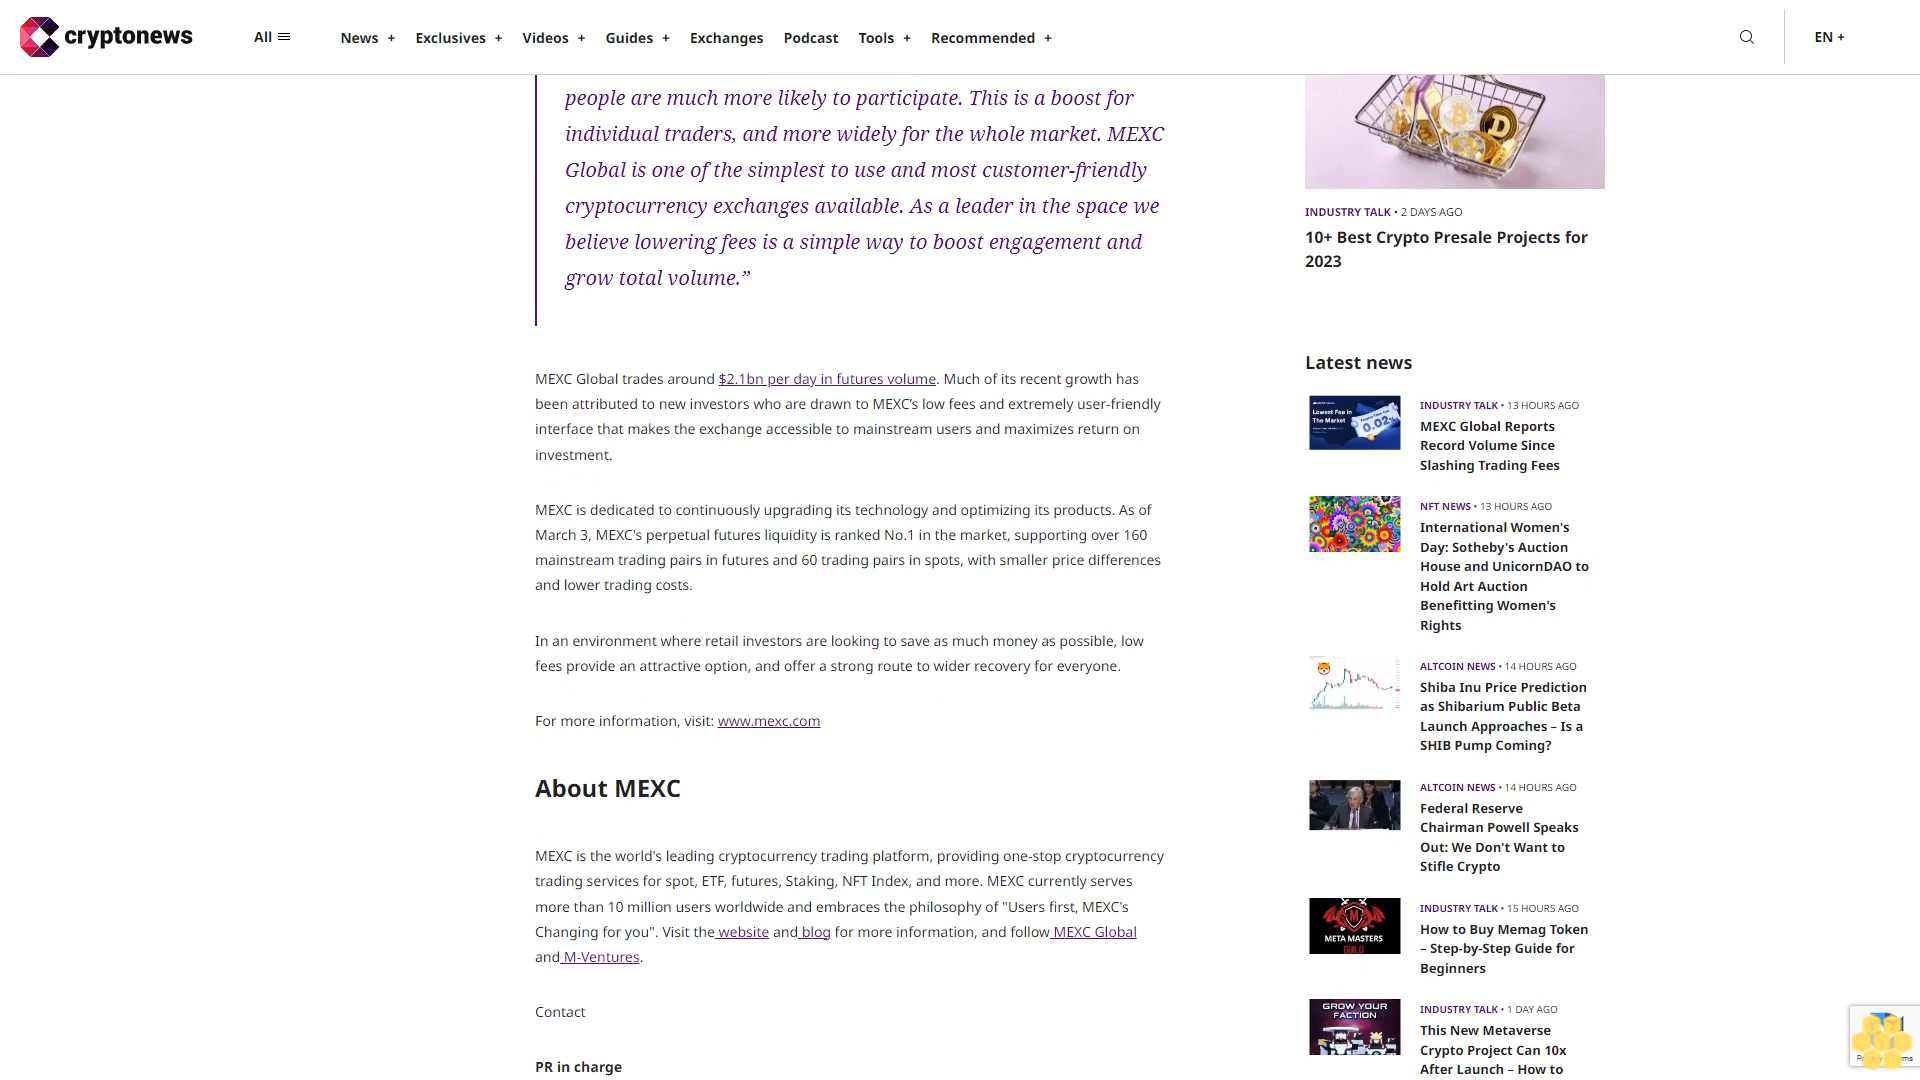 cryptonews
All
News +
Exclusives +
Videos +
Guides +
Exchanges
Podcast
Tools +
Recommended +
EN +
people are much more likely to participate. This is a boost for
individual traders, and more widely for the whole market. MEXC
Global is one of the simplest to use and most customer-friendly
cryptocurrency exchanges available. As a leader in the space we
believe lowering fees is a simple way to boost engagement and
grow total volume.”
MEXC Global trades around $2.1bn per day in futures volume. Much of its recent growth has
been attributed to new investors who are drawn to MEXC’s low fees and extremely user-friendly
interface that makes the exchange accessible to mainstream users and maximizes return on
investment.
MEXC is dedicated to continuously upgrading its technology and optimizing its products. As of
March 3, MEXC's perpetual futures liquidity is ranked No.1 in the market, supporting over 160
mainstream trading pairs in futures and 60 trading pairs in spots, with smaller price differences
and lower trading costs.
In an environment where retail investors are looking to save as much money as possible, low
fees provide an attractive option, and offer a strong route to wider recovery for everyone.
For more information, visit: www.mexc.com
About MEXC
MEXC is the world's leading cryptocurrency trading platform, providing one-stop cryptocurrency
trading services for spot, ETF, futures, Staking, NFT Index, and more. MEXC currently serves
more than 10 million users worldwide and embraces the philosophy of "Users first, MEXC's
Changing for you". Visit the website and blog for more information, and follow MEXC Global
and M-Ventures.
Contact
PR in charge
INDUSTRY TALK • 2 DAYS AGO
10+ Best Crypto Presale Projects for
2023
Latest news
Lowest Fee in
The Market
0.02%
INDUSTRY TALK • 13 HOURS AGO
MEXC Global Reports
Record Volume Since
Slashing Trading Fees
NFT NEWS • 13 HOURS AGO
International Women's
Day: Sotheby's Auction
House and UnicornDAO to
Hold Art Auction
Benefitting Women's
Rights
ALTCOIN NEWS • 14 HOURS AGO
Shiba Inu Price Prediction
as Shibarium Public Beta
Launch Approaches – Is a
SHIB Pump Coming?
ALTCOIN NEWS • 14 HOURS AGO
Federal Reserve
Chairman Powell Speaks
Out: We Don't Want to
Stifle Crypto
META MASTERS
GUILD
INDUSTRY TALK • 15 HOURS AGO
How to Buy Memag Token
– Step-by-Step Guide for
Beginners
GROW YOUR
FACTION
INDUSTRY TALK • 1 DAY AGO
This New Metaverse
Crypto Project Can 10x
After Launch – How to